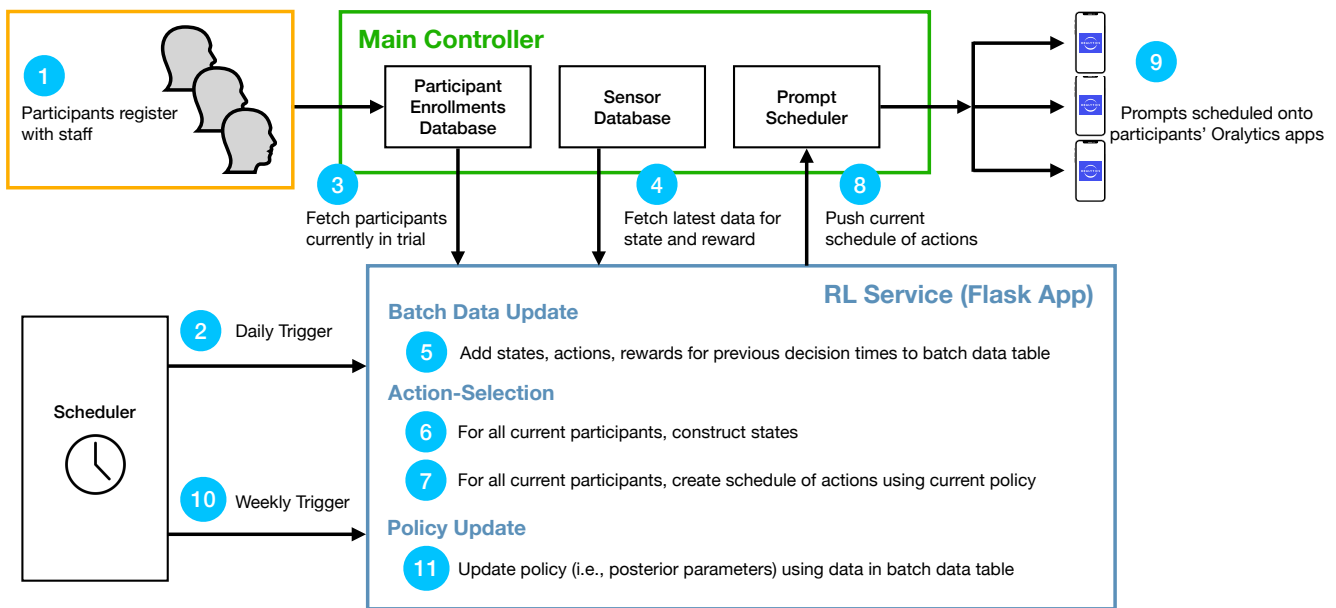 1
Participants register
with staff
Main Controller
Participant
Enrollments
Database
Sensor
Database
Prompt
Scheduler
9
Prompts scheduled onto
participants' Oralytics apps
3
Fetch participants
currently in trial
4
Fetch latest data for
state and reward
8
Push current
schedule of actions
RL Service (Flask App)
Scheduler
2
Daily Trigger
10
Weekly Trigger
Batch Data Update
5
Add states, actions, rewards for previous decision times to batch data table
Action-Selection
6
For all current participants, construct states
7
For all current participants, create schedule of actions using current policy
Policy Update
11
Update policy (i.e., posterior parameters) using data in batch data table